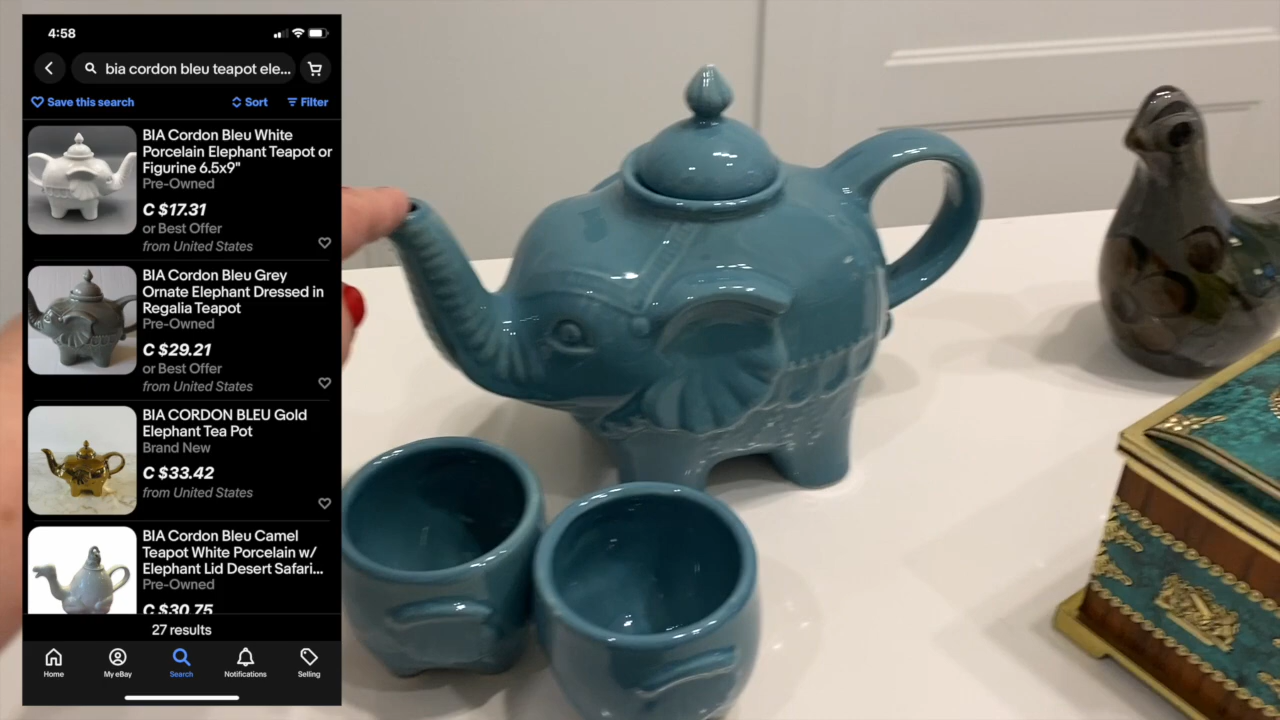 4:58
bia cordon bleu teapot ele...
Save this search
Sort
Filter
BIA Cordon Bleu White
Porcelain Elephant Teapot or
Figurine 6.5x9"
Pre-Owned
C $17.31
or Best Offer
from United States
BIA Cordon Bleu Grey
Ornate Elephant Dressed in
Regalia Teapot
Pre-Owned
C $29.21
or Best Offer
from United States
BIA CORDON BLEU Gold
Elephant Tea Pot
Brand New
C $33.42
from United States
BIA Cordon Bleu Camel
Teapot White Porcelain w/
Elephant Lid Desert Safari...
Pre-Owned
C $30.75
27 results
Home
My eBay
Search
Notifications
Selling